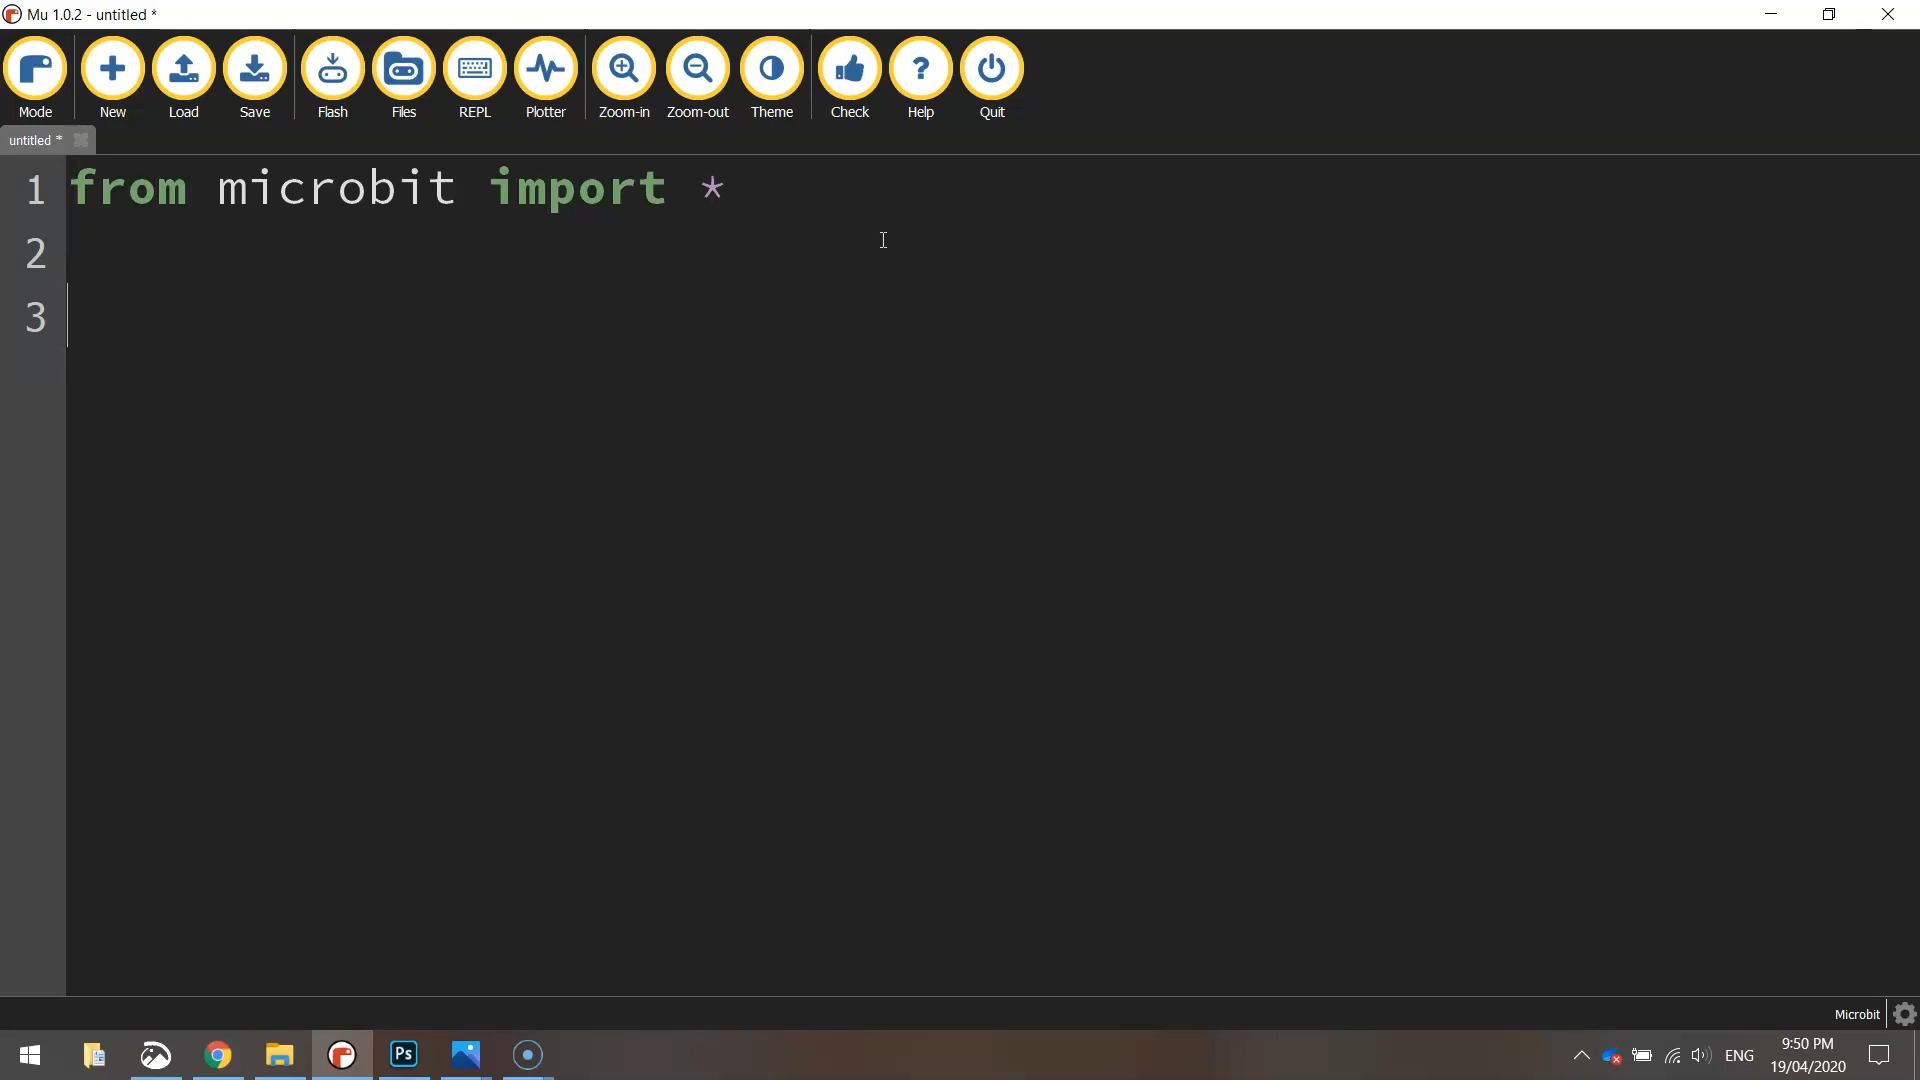 Mu 1.0.2 - untitled *
Mode New Load Save Flash Files REPL Plotter Zoom-in Zoom-out Theme Check Help Quit
untitled *
1 from microbit import *
2
3
Microbit
Ps
ENG
9:50 PM
19/04/2020